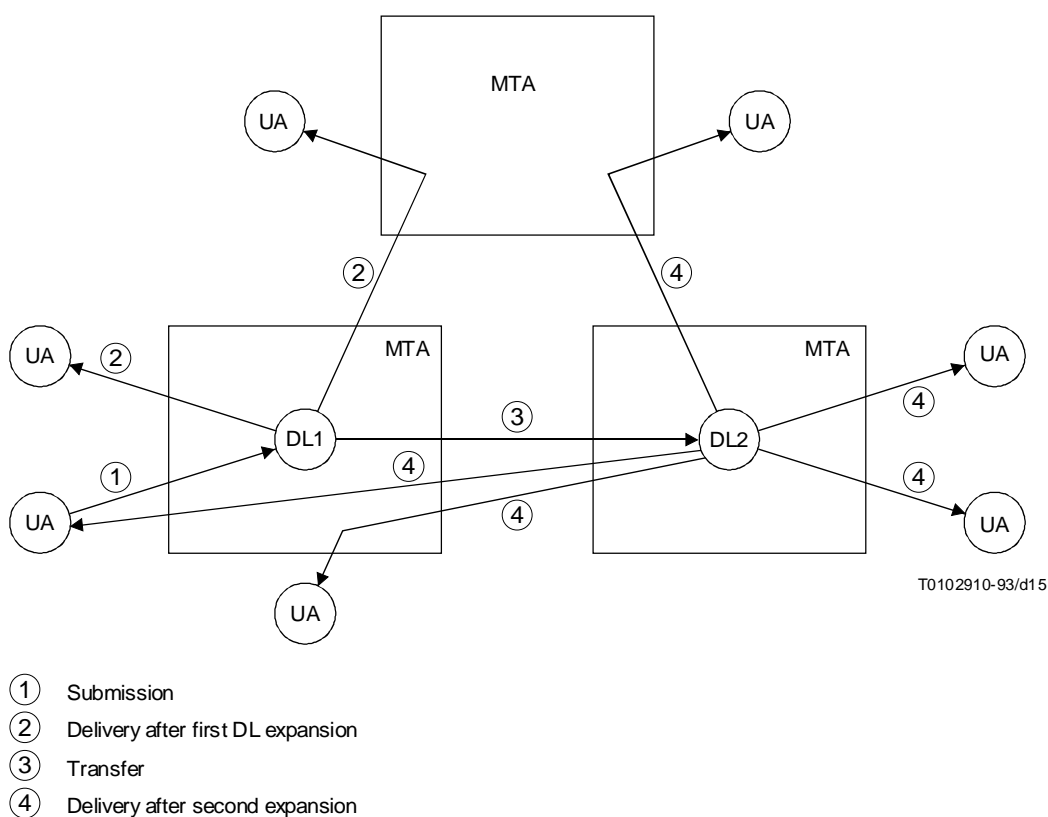 MTA
UA
UA
2
4
UA
2
MTA
MTA
UA
4
DL1
3
DL2
1
4
4
UA
4
UA
UA
T0102910-93/d15
1 Submission
2 Delivery after first DL expansion
3 Transfer
4 Delivery after second expansion